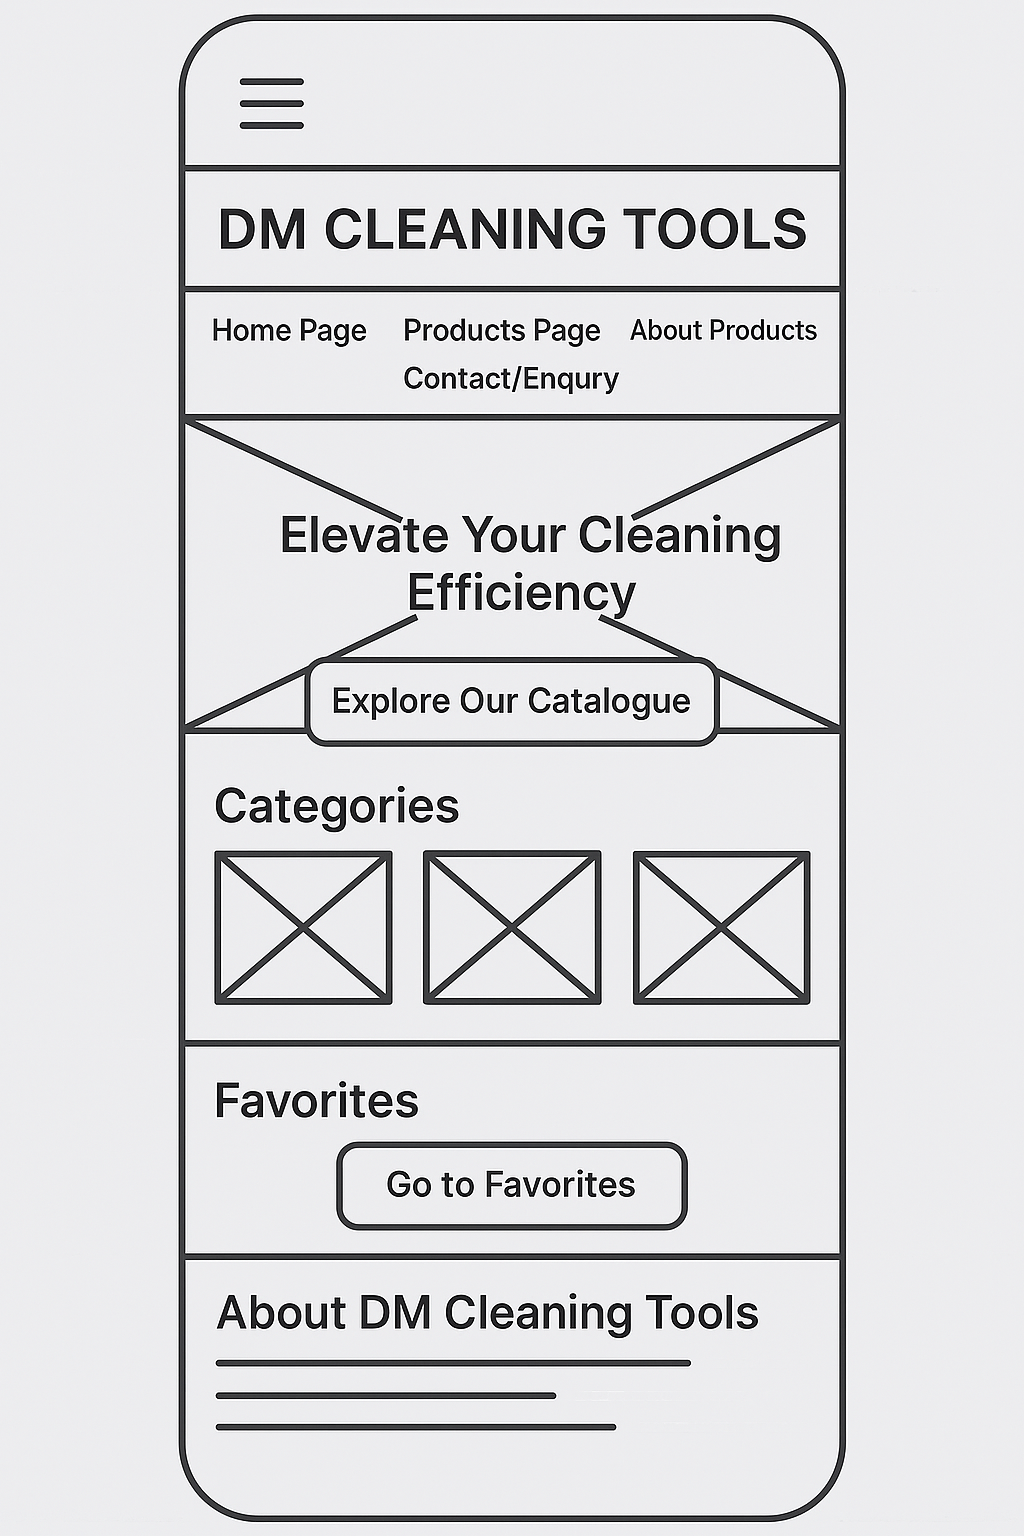 DM CLEANING TOOLS
Home Page Products Page About Products
Contact/Enqury
Elevate Your Cleaning
Efficiency
Explore Our Catalogue
Categories
Favorites
Go to Favorites
About DM Cleaning Tools